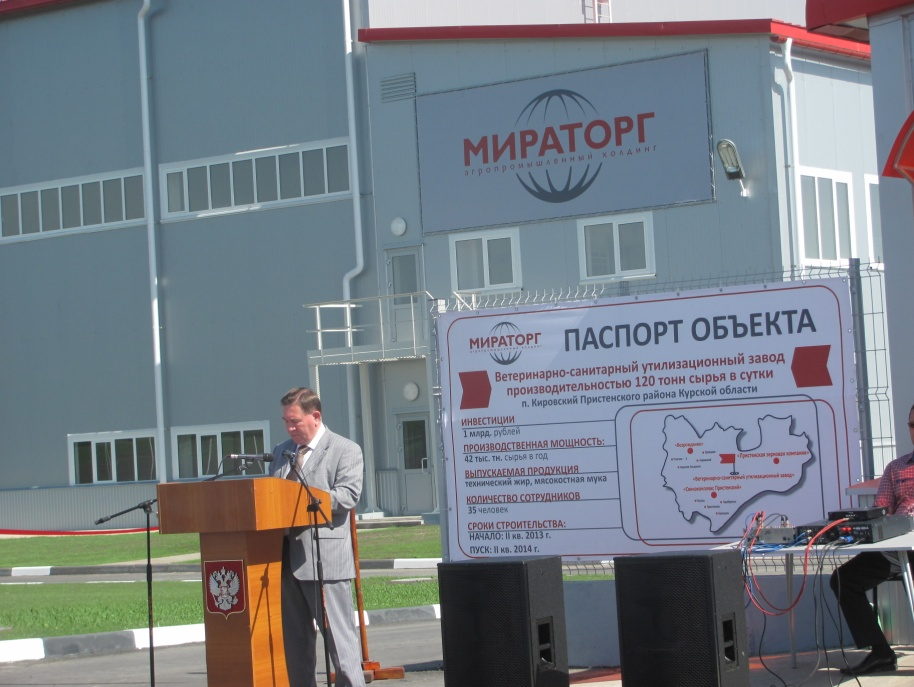 МИРАТОРГ
агропромышленный холдинг
МИРАТОРГ
ПАСПОРТ ОБЪЕКТА
Ветеринарно-санитарный утилизационный завод
производительностью 120 тонн сырья в сутки
п. Кировский Пристенского района Курской области
ИНВЕСТИЦИИ
1 млрд. рублей
ПРОИЗВОДСТВЕННАЯ МОЩНОСТЬ:
42 тыс. тн. сырья в год
ВЫПУСКАЕМАЯ ПРОДУКЦИЯ
технический жир, мясокостная мука
КОЛИЧЕСТВО СОТРУДНИКОВ
35 человек
СРОКИ СТРОИТЕЛЬСТВА:
НАЧАЛО: II кв. 2013 г.
ПУСК: II кв. 2014 г.
«Пристенская зерновая компания»
«Ветеринарно-санитарный утилизационный завод»